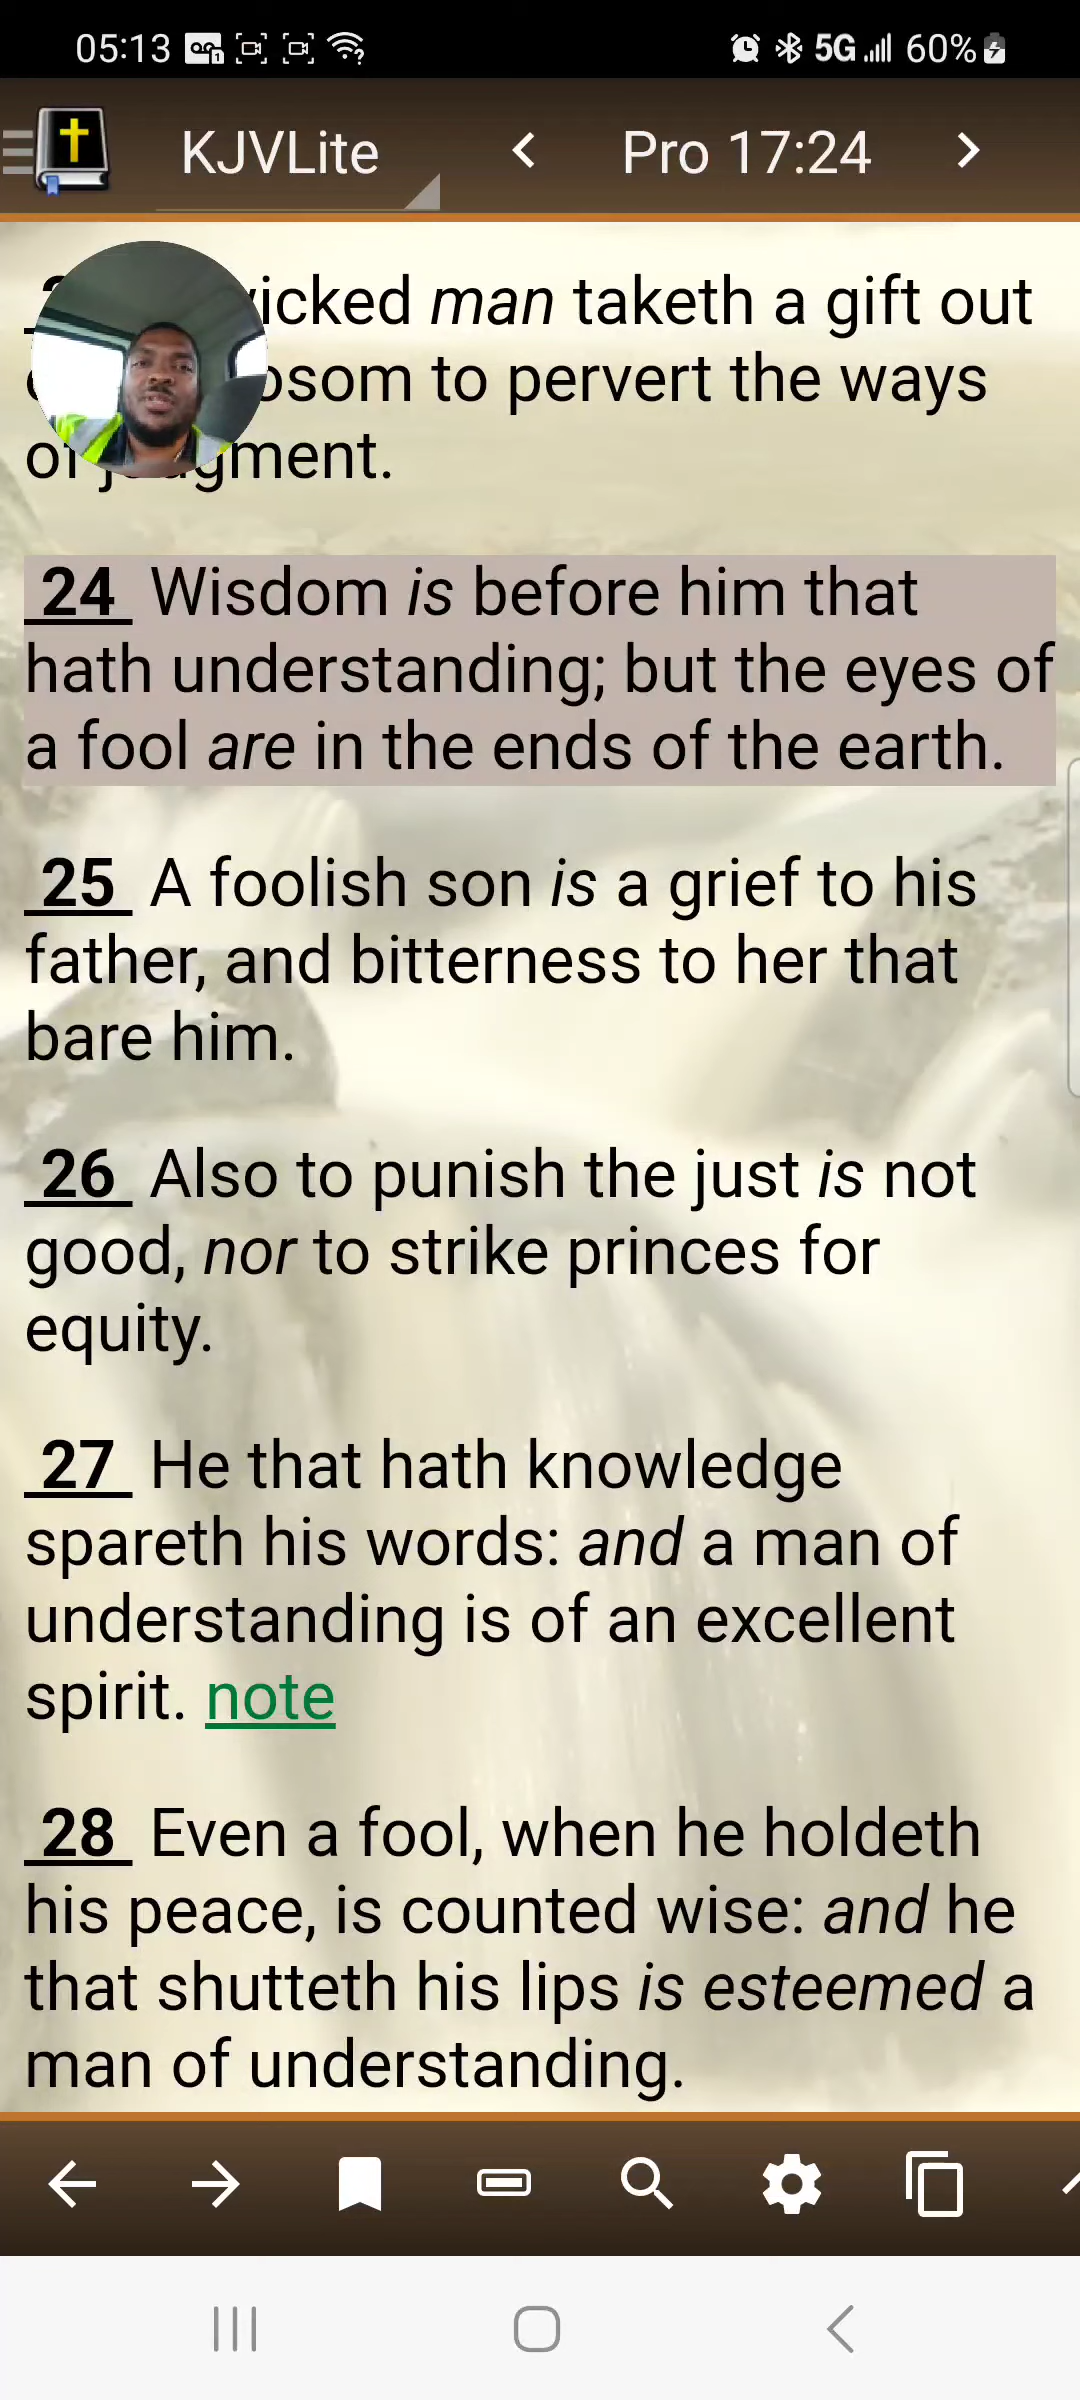 05:13 5G 60%
KJVLite Pro 17:24
man taketh a gift out
to pervert the ways
24 Wisdom is before him that
hath understanding; but the eyes of
a fool are in the ends of the earth.
25 A foolish son is a grief to his
father, and bitterness to her that
bare him.
26 Also to punish the just is not
good, nor to strike princes for
equity.
27 He that hath knowledge
spareth his words: and a man of
understanding is of an excellent
spirit. note
28 Even a fool, when he holdeth
his peace, is counted wise: and he
that shutteth his lips is esteemed a
man of understanding.